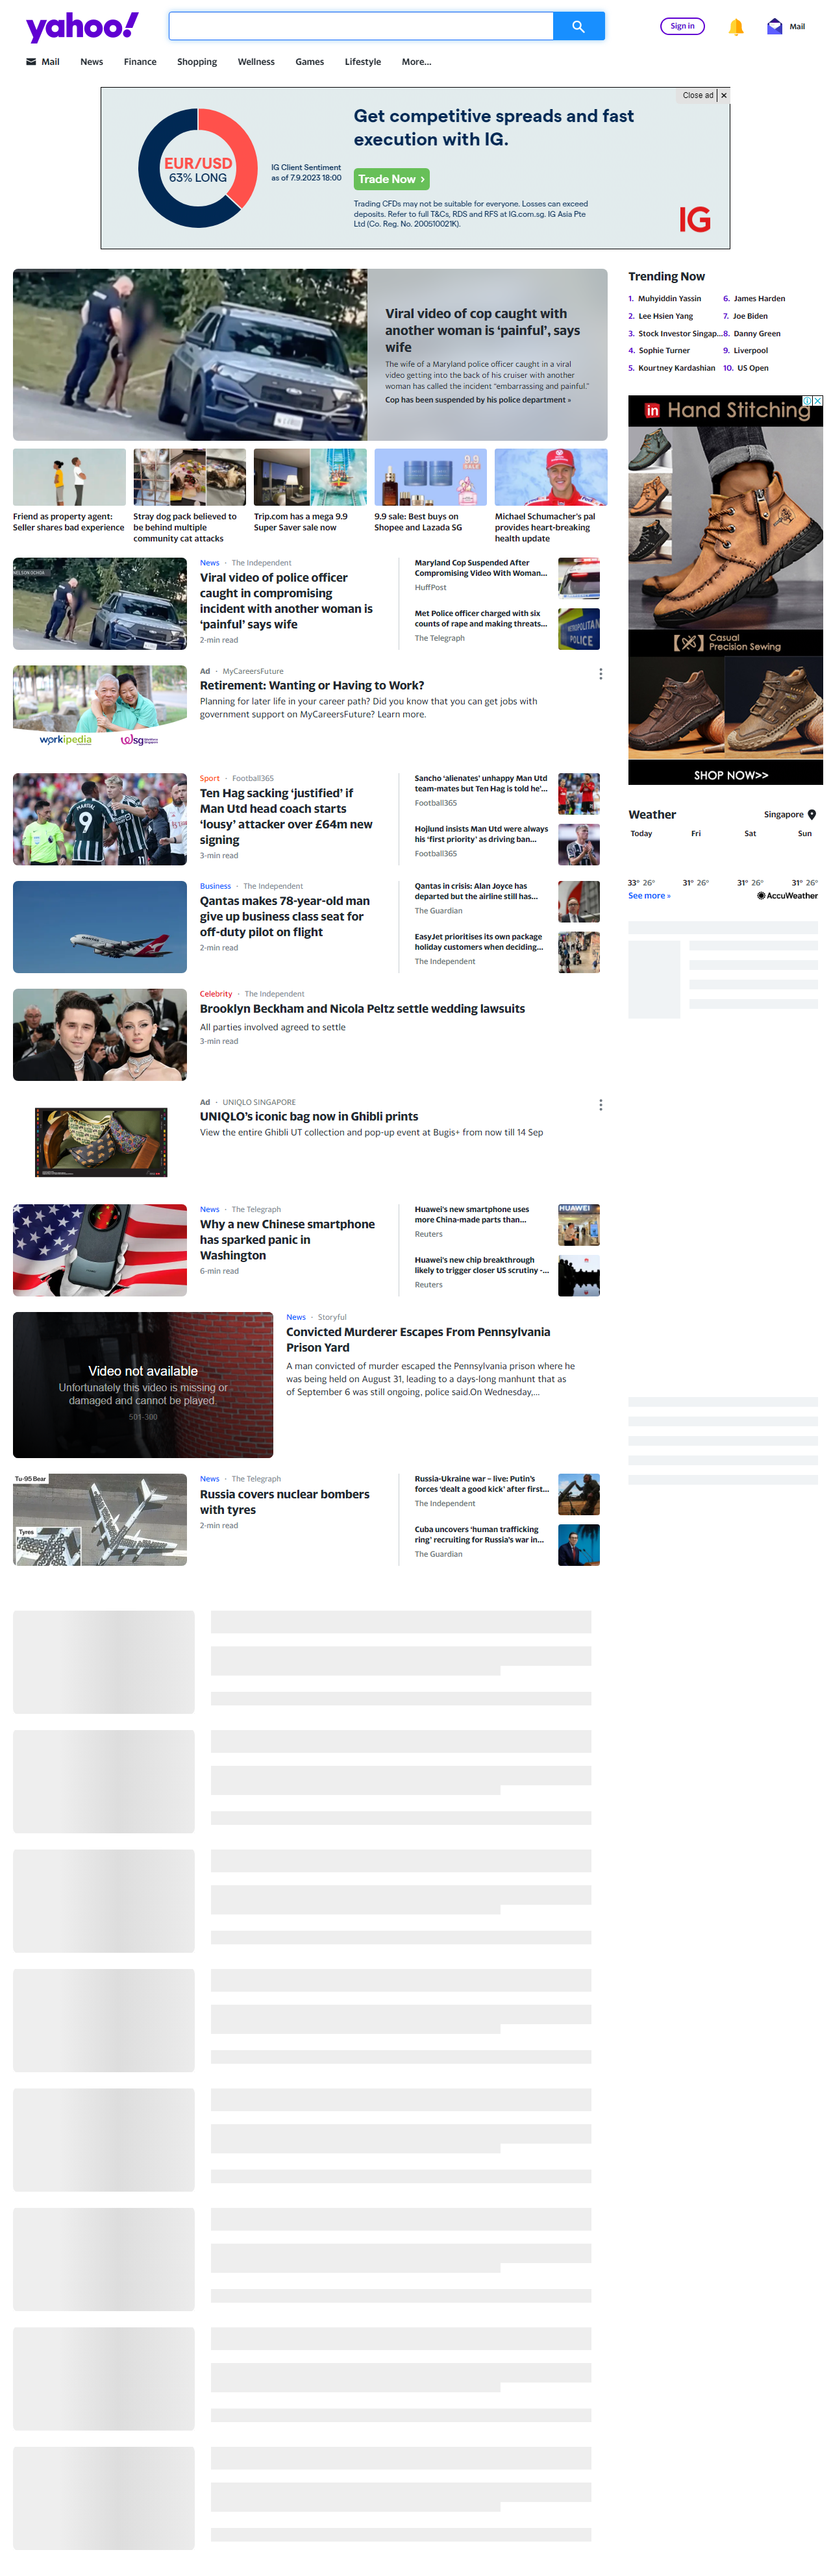 yahoo!
Sign in
Mail
Mail
News
Finance
Shopping
Wellness
Games
Lifestyle
More...
Close ad
EUR/USD
63% LONG
IG Client Sentiment
as of 7.9.2023 18:00
Get competitive spreads and fast
execution with IG.
Trade Now
Trading CFDs may not be suitable for everyone. Losses can exceed
deposits. Refer to full T&Cs, RDS and RFS at IG.com.sg. IG Asia Pte
Ltd (Co. Reg. No. 200510021K).
IG
Viral video of cop caught with
another woman is ‘painful’, says
wife
The wife of a Maryland police officer caught in a viral
video getting into the back of his cruiser with another
woman has called the incident “embarrassing and painful.”
Cop has been suspended by his police department »
Friend as property agent:
Seller shares bad experience
Stray dog pack believed to
be behind multiple
community cat attacks
Trip.com has a mega 9.9
Super Saver sale now
9.9
SALE
9.9 sale: Best buys on
Shopee and Lazada SG
Michael Schumacher's pal
provides heart-breaking
health update
News · The Independent
Viral video of police officer
caught in compromising
incident with another woman is
‘painful’ says wife
2-min read
Maryland Cop Suspended After
Compromising Video With Woman...
HuffPost
Met Police officer charged with six
counts of rape and making threats...
The Telegraph
METROPOLITAN
POLICE
workipedia
wsg
Ad · MyCareersFuture
Retirement: Wanting or Having to Work?
Planning for later life in your career path? Did you know that you can get jobs with
government support on MyCareersFuture? Learn more.
MARTIAL
9
Sport · Football365
Ten Hag sacking ‘justified’ if
Man Utd head coach starts
‘lousy’ attacker over £64m new
signing
3-min read
Sancho ‘alienates’ unhappy Man Utd
team-mates but Ten Hag is told he’...
Football365
Hojlund insists Man Utd were always
his ‘first priority’ as driving ban...
Football365
Business · The Independent
Qantas makes 78-year-old man
give up business class seat for
off-duty pilot on flight
2-min read
Qantas in crisis: Alan Joyce has
departed but the airline still has...
The Guardian
EasyJet prioritises its own package
holiday customers when deciding...
The Independent
Celebrity · The Independent
Brooklyn Beckham and Nicola Peltz settle wedding lawsuits
All parties involved agreed to settle
3-min read
Ad · UNIQLO SINGAPORE
UNIQLO’s iconic bag now in Ghibli prints
View the entire Ghibli UT collection and pop-up event at Bugis+ from now till 14 Sep
News · The Telegraph
Why a new Chinese smartphone
has sparked panic in
Washington
6-min read
Huawei's new smartphone uses
more China-made parts than...
Reuters
HUAWEI
Huawei's new chip breakthrough
likely to trigger closer US scrutiny -...
Reuters
Video not available
Unfortunately this video is missing or
damaged and cannot be played.
501-300
News · Storyful
Convicted Murderer Escapes From Pennsylvania
Prison Yard
A man convicted of murder escaped the Pennsylvania prison where he
was being held on August 31, leading to a days-long manhunt that as
of September 6 was still ongoing, police said.On Wednesday,...
Tu-95 Bear
Tyres
News · The Telegraph
Russia covers nuclear bombers
with tyres
2-min read
Russia-Ukraine war – live: Putin’s
forces ‘dealt a good kick’ after first...
The Independent
Cuba uncovers ‘human trafficking
ring’ recruiting for Russia’s war in...
The Guardian
Trending Now
1. Muhyiddin Yassin
2. Lee Hsien Yang
3. Stock Investor Singap...
4. Sophie Turner
5. Kourtney Kardashian
6. James Harden
7. Joe Biden
8. Danny Green
9. Liverpool
10. US Open
in Hand Stitching
Casual
Precision Sewing
SHOP NOW>>
Weather
Singapore
Today
Fri
Sat
Sun
33° 26°
31° 26°
31° 26°
31° 26°
See more »
AccuWeather